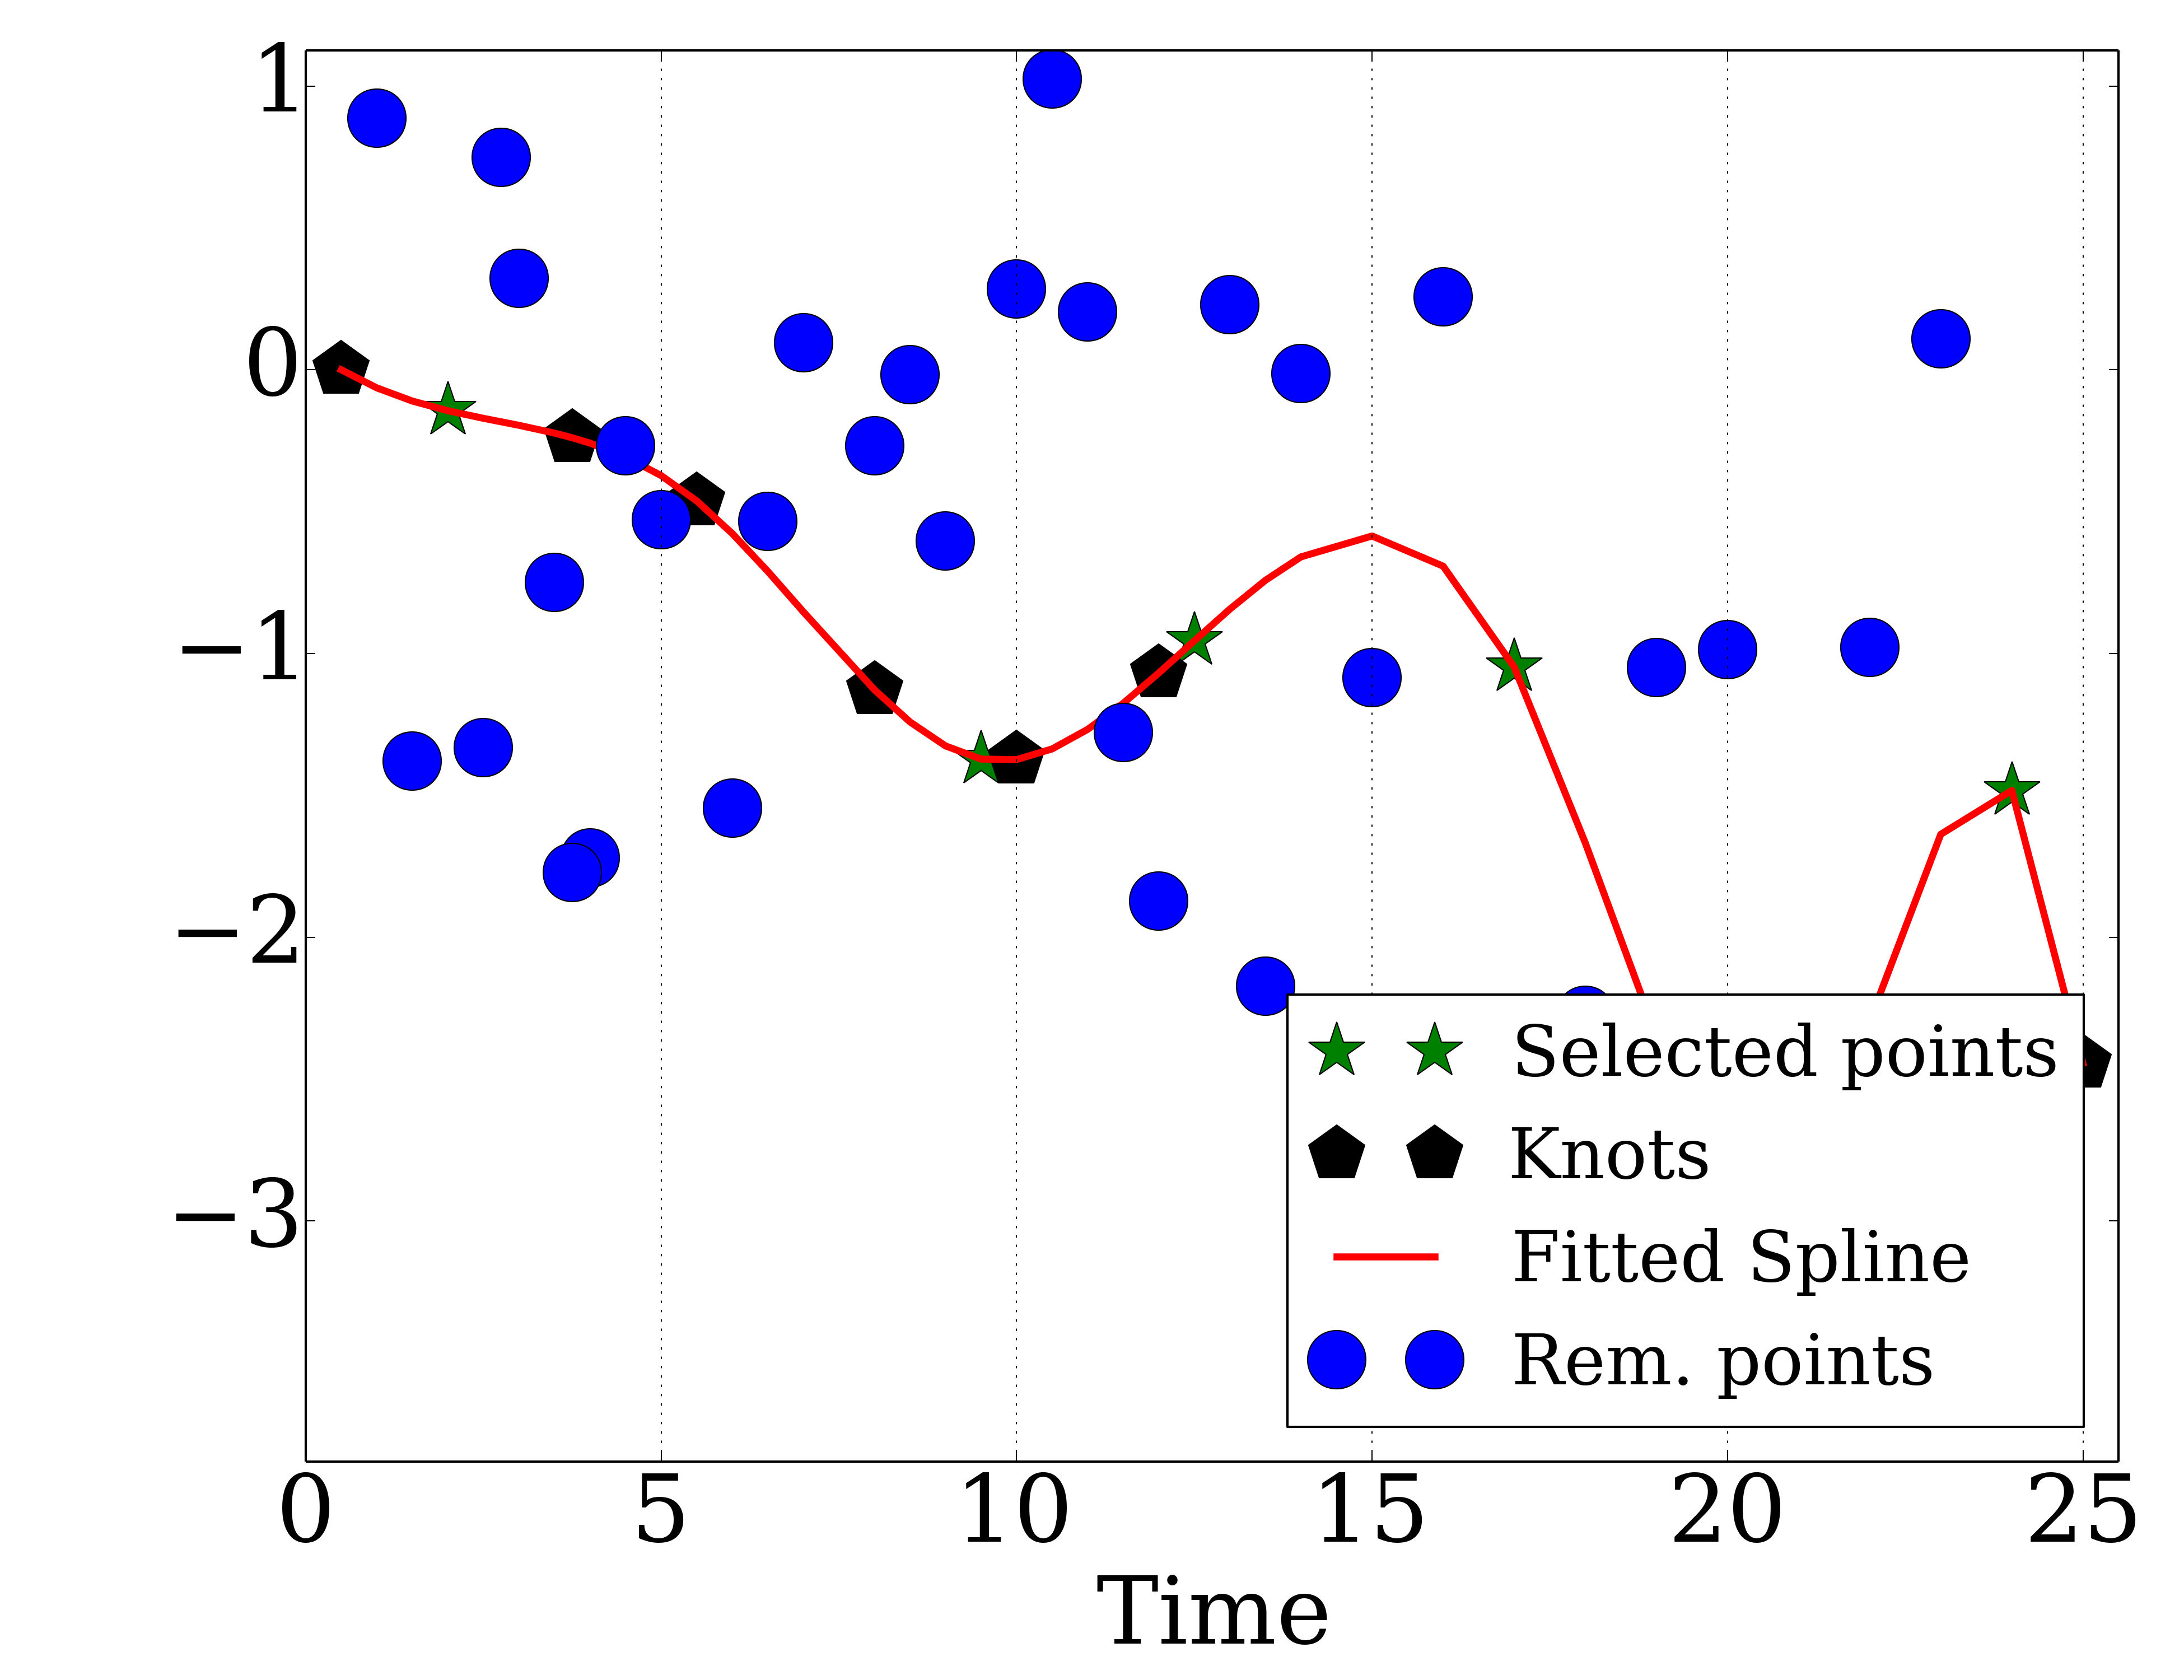 1
0
−1
−2
−3
0 5 10 15 20 25
Time
Selected points
Knots
Fitted Spline
Rem. points